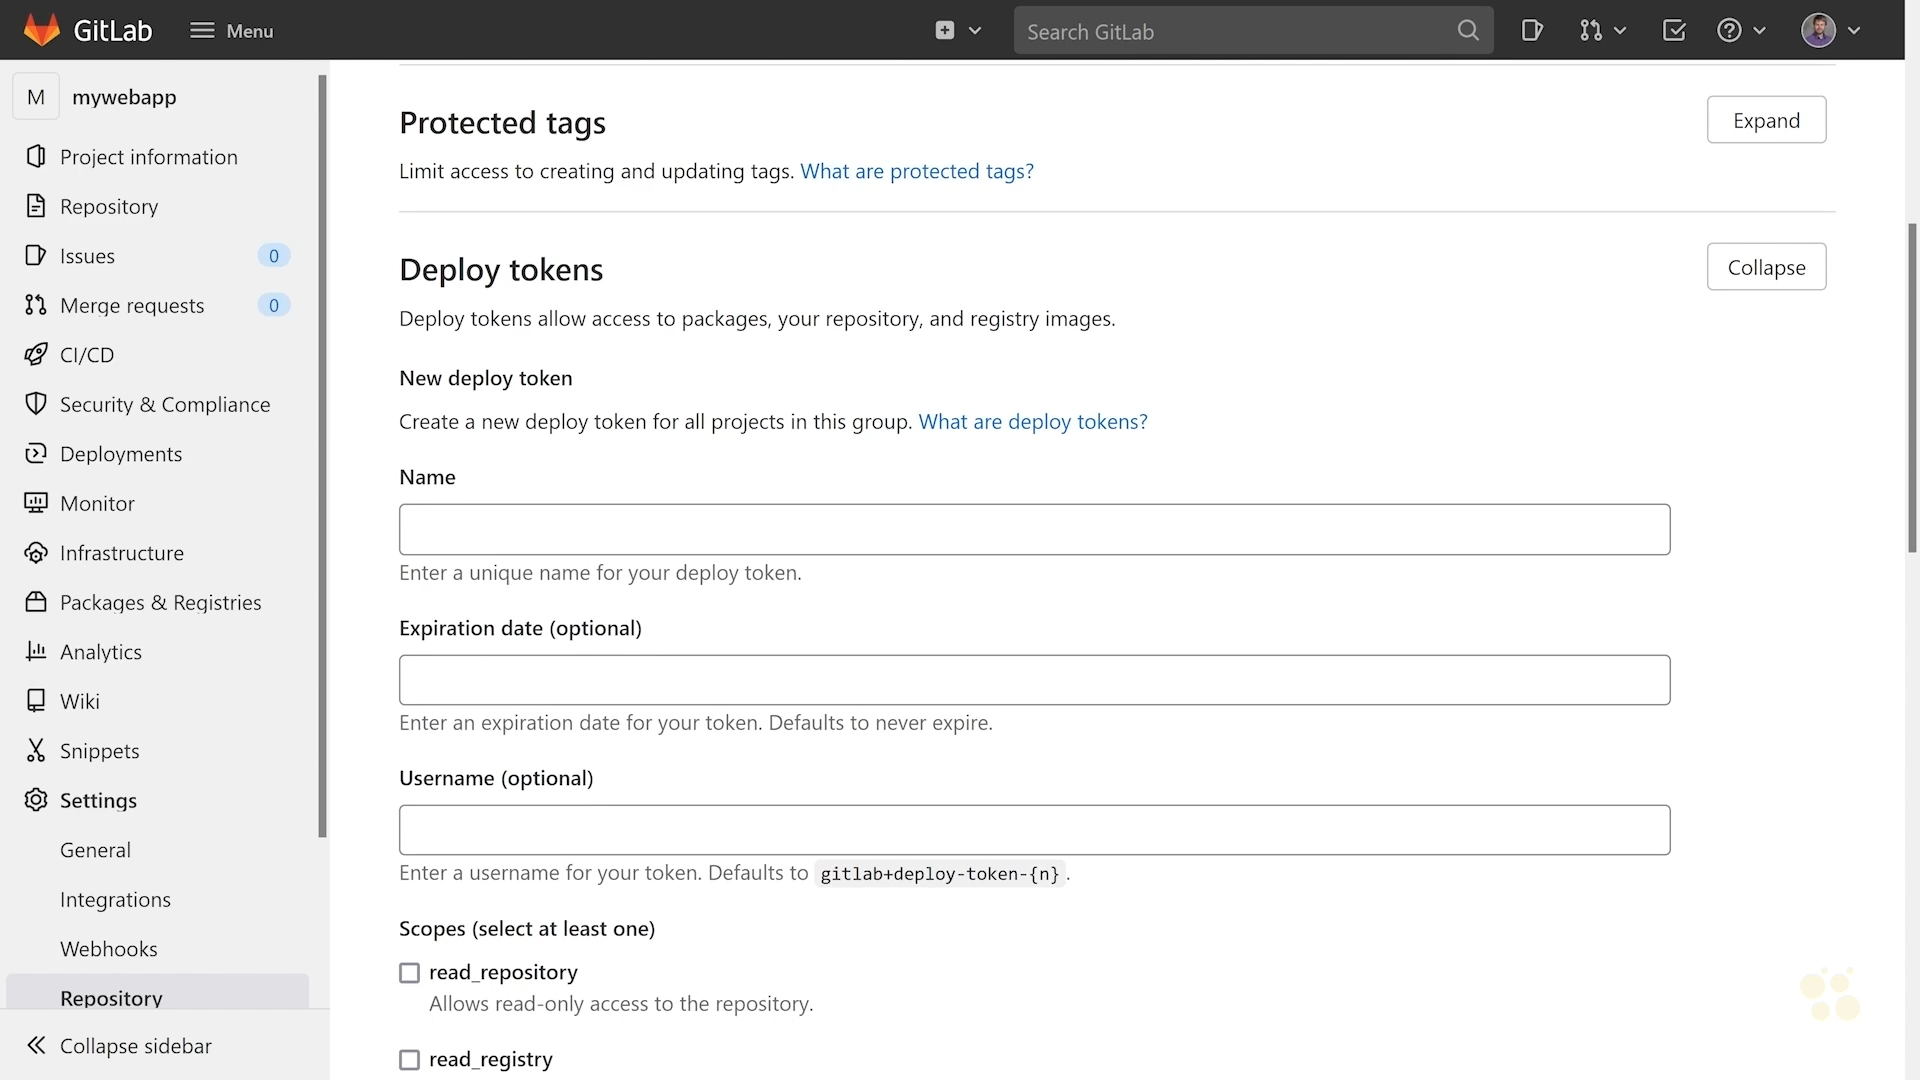 GitLab
Menu
Search GitLab
M
mywebapp
Project information
Repository
Issues
0
Merge requests
0
CI/CD
Security & Compliance
Deployments
Monitor
Infrastructure
Packages & Registries
Analytics
Wiki
Snippets
Settings
General
Integrations
Webhooks
Repository
Collapse sidebar
Protected tags
Expand
Limit access to creating and updating tags. What are protected tags?
Deploy tokens
Collapse
Deploy tokens allow access to packages, your repository, and registry images.
New deploy token
Create a new deploy token for all projects in this group. What are deploy tokens?
Name
Enter a unique name for your deploy token.
Expiration date (optional)
Enter an expiration date for your token. Defaults to never expire.
Username (optional)
Enter a username for your token. Defaults to gitlab+deploy-token-{n}.
Scopes (select at least one)
read_repository
Allows read-only access to the repository.
read_registry